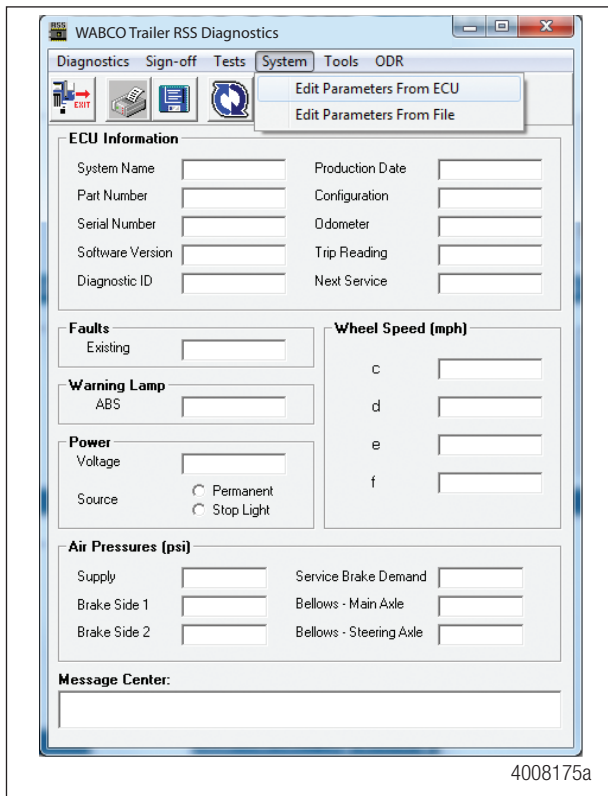 RSS
WABCO Trailer RSS Diagnostics
Diagnostics Sign-off Tests System Tools ODR
EXIT
Edit Parameters From ECU
Edit Parameters From File
ECU Information
System Name Production Date
Part Number Configuration
Serial Number Odometer
Software Version Trip Reading
Diagnostic ID Next Service
Faults
Existing
Warning Lamp
ABS
Power
Voltage
Source
Permanent
Stop Light
Wheel Speed (mph)
c
d
e
f
Air Pressures (psi)
Supply Service Brake Demand
Brake Side 1 Bellows - Main Axle
Brake Side 2 Bellows - Steering Axle
Message Center:
4008175a